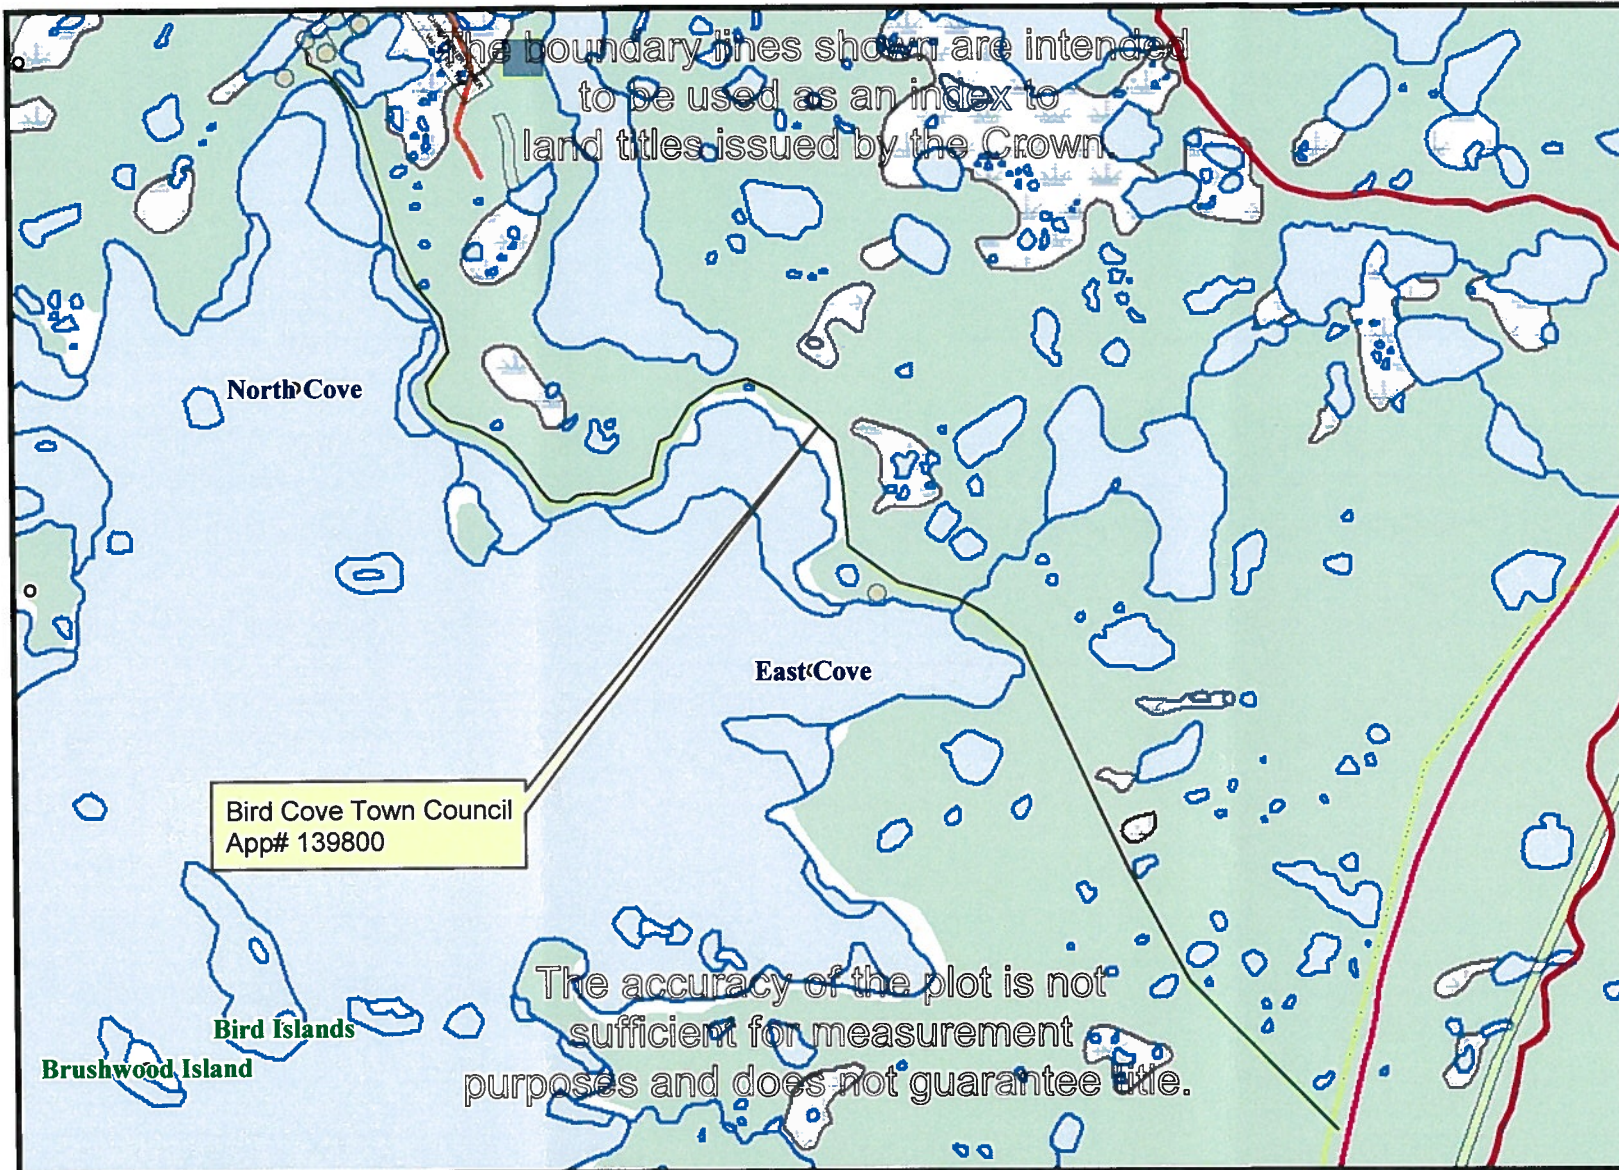 The boundary lines shown are intended
to be used as an index to
land titles issued by the Crown.
North Cove
East Cove
Bird Cove Town Council
App# 139800
Bird Islands
Brushwood Island
The accuracy of the plot is not
sufficient for measurement
purposes and does not guarantee title.